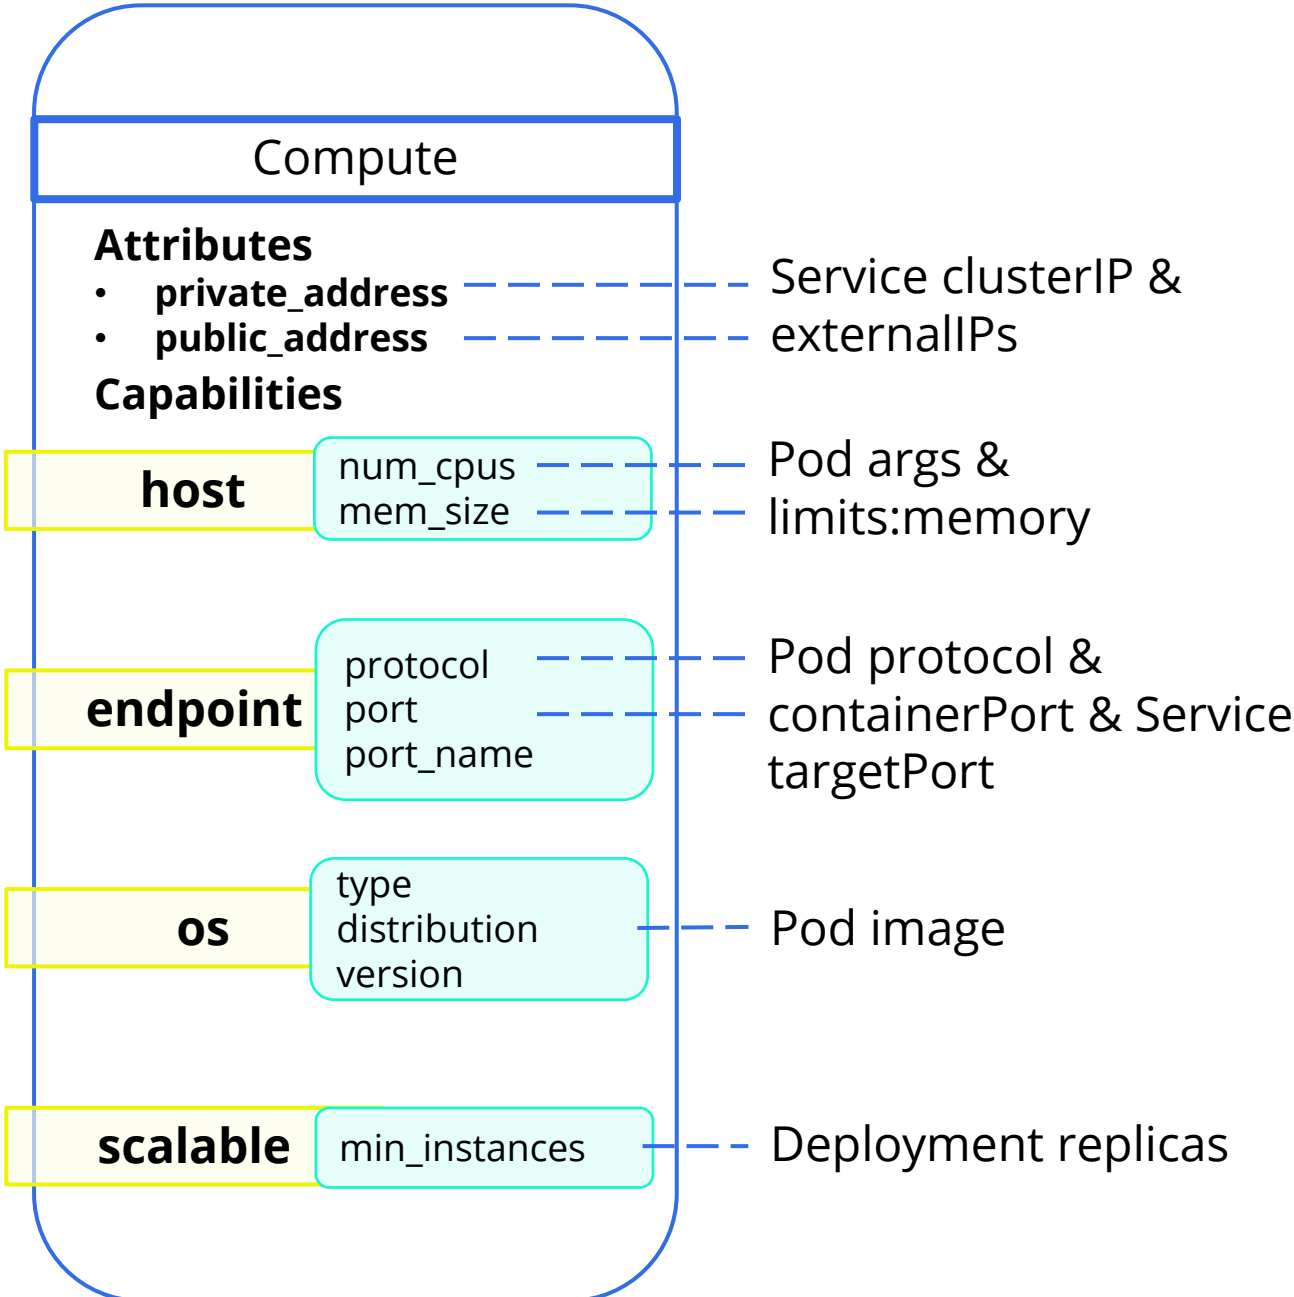 Compute
Attributes
• private_address
• public_address
Service clusterIP &
externalIPs
Capabilities
host
num_cpus
mem_size
Pod args &
limits:memory
endpoint
protocol
port
port_name
Pod protocol &
containerPort & Service
targetPort
os
type
distribution
version
Pod image
scalable
min_instances
Deployment replicas